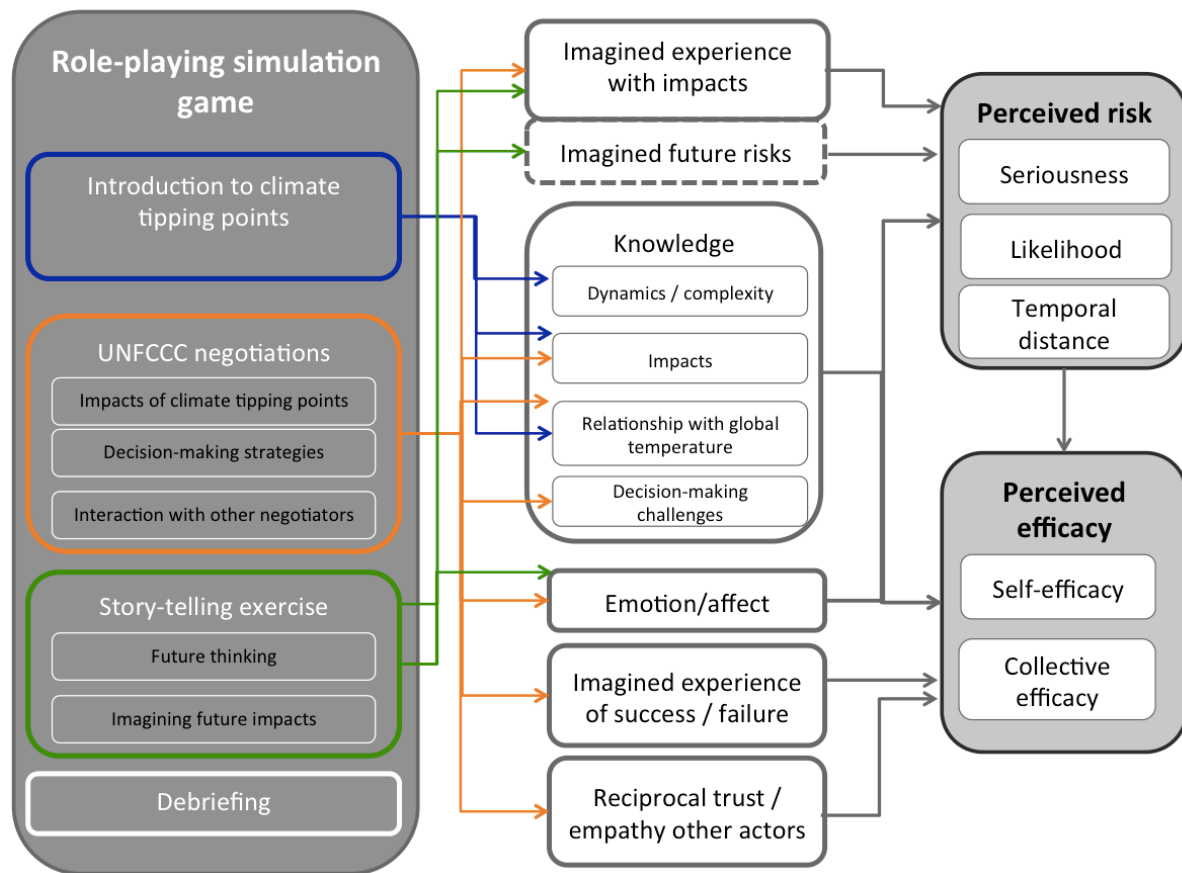 Role-playing simulation
game
Introduction to climate
tipping points
UNFCCC negotiations
Impacts of climate tipping points
Decision-making strategies
Interaction with other negotiators
Story-telling exercise
Future thinking
Imagining future impacts
Debriefing
Imagined experience
with impacts
Imagined future risks
Knowledge
Dynamics / complexity
Impacts
Relationship with global
temperature
Decision-making
challenges
Emotion/affect
Imagined experience
of success / failure
Reciprocal trust /
empathy other actors
Perceived risk
Seriousness
Likelihood
Temporal
distance
Perceived
efficacy
Self-efficacy
Collective
efficacy